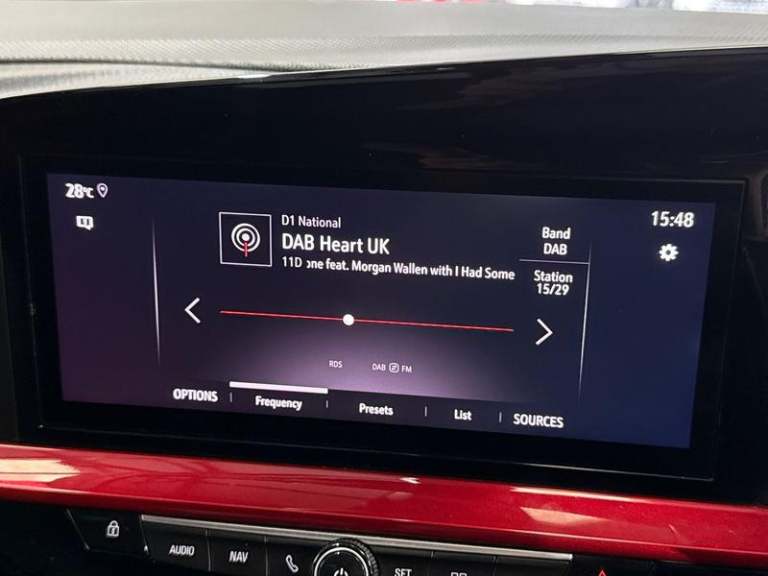 28°C
15:48
D1 National
DAB Heart UK
11D one feat. Morgan Wallen with I Had Some
Band
DAB
Station
15/29
RDS
DAB FM
OPTIONS
Frequency
Presets
List
SOURCES
AUDIO
NAV
SET